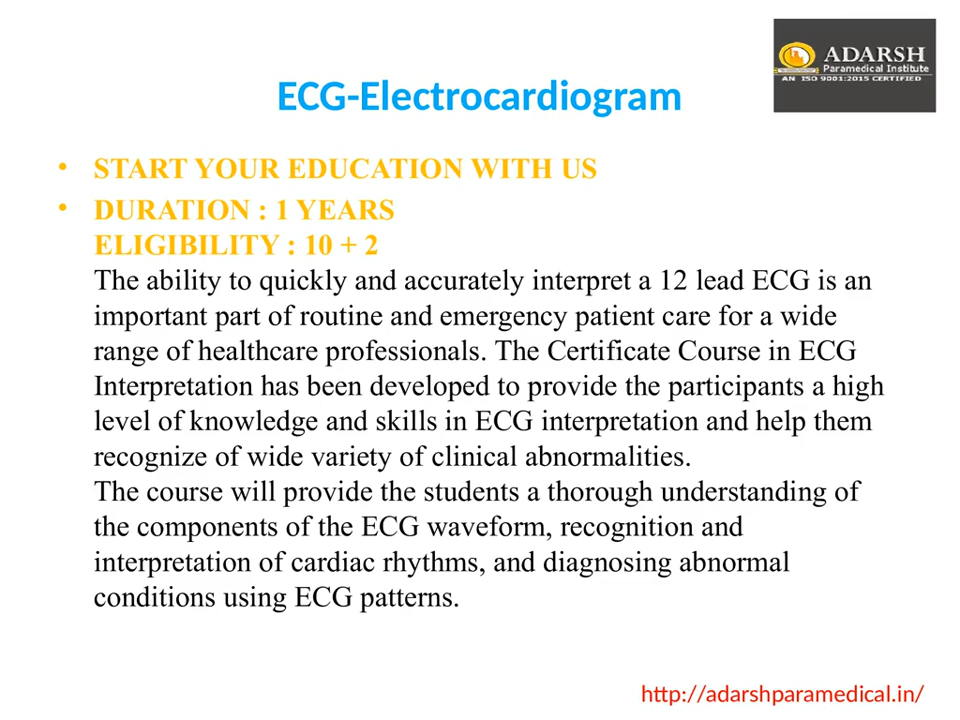 ADARSH
Paramedical Institute
AN ISO 9001:2015 CERTIFIED
ECG-Electrocardiogram
• START YOUR EDUCATION WITH US
• DURATION : 1 YEARS
ELIGIBILITY : 10 + 2
The ability to quickly and accurately interpret a 12 lead ECG is an
important part of routine and emergency patient care for a wide
range of healthcare professionals. The Certificate Course in ECG
Interpretation has been developed to provide the participants a high
level of knowledge and skills in ECG interpretation and help them
recognize of wide variety of clinical abnormalities.
The course will provide the students a thorough understanding of
the components of the ECG waveform, recognition and
interpretation of cardiac rhythms, and diagnosing abnormal
conditions using ECG patterns.
http://adarshparamedical.in/